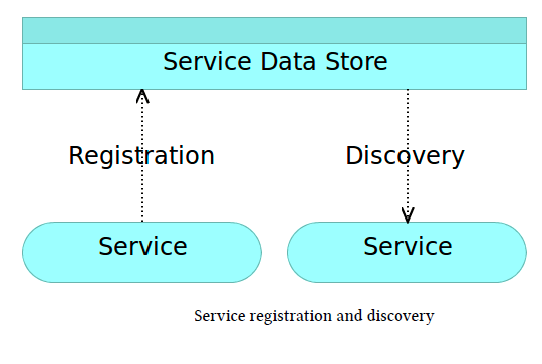 Service Data Store
Registration
Discovery
Service
Service
Service registration and discovery